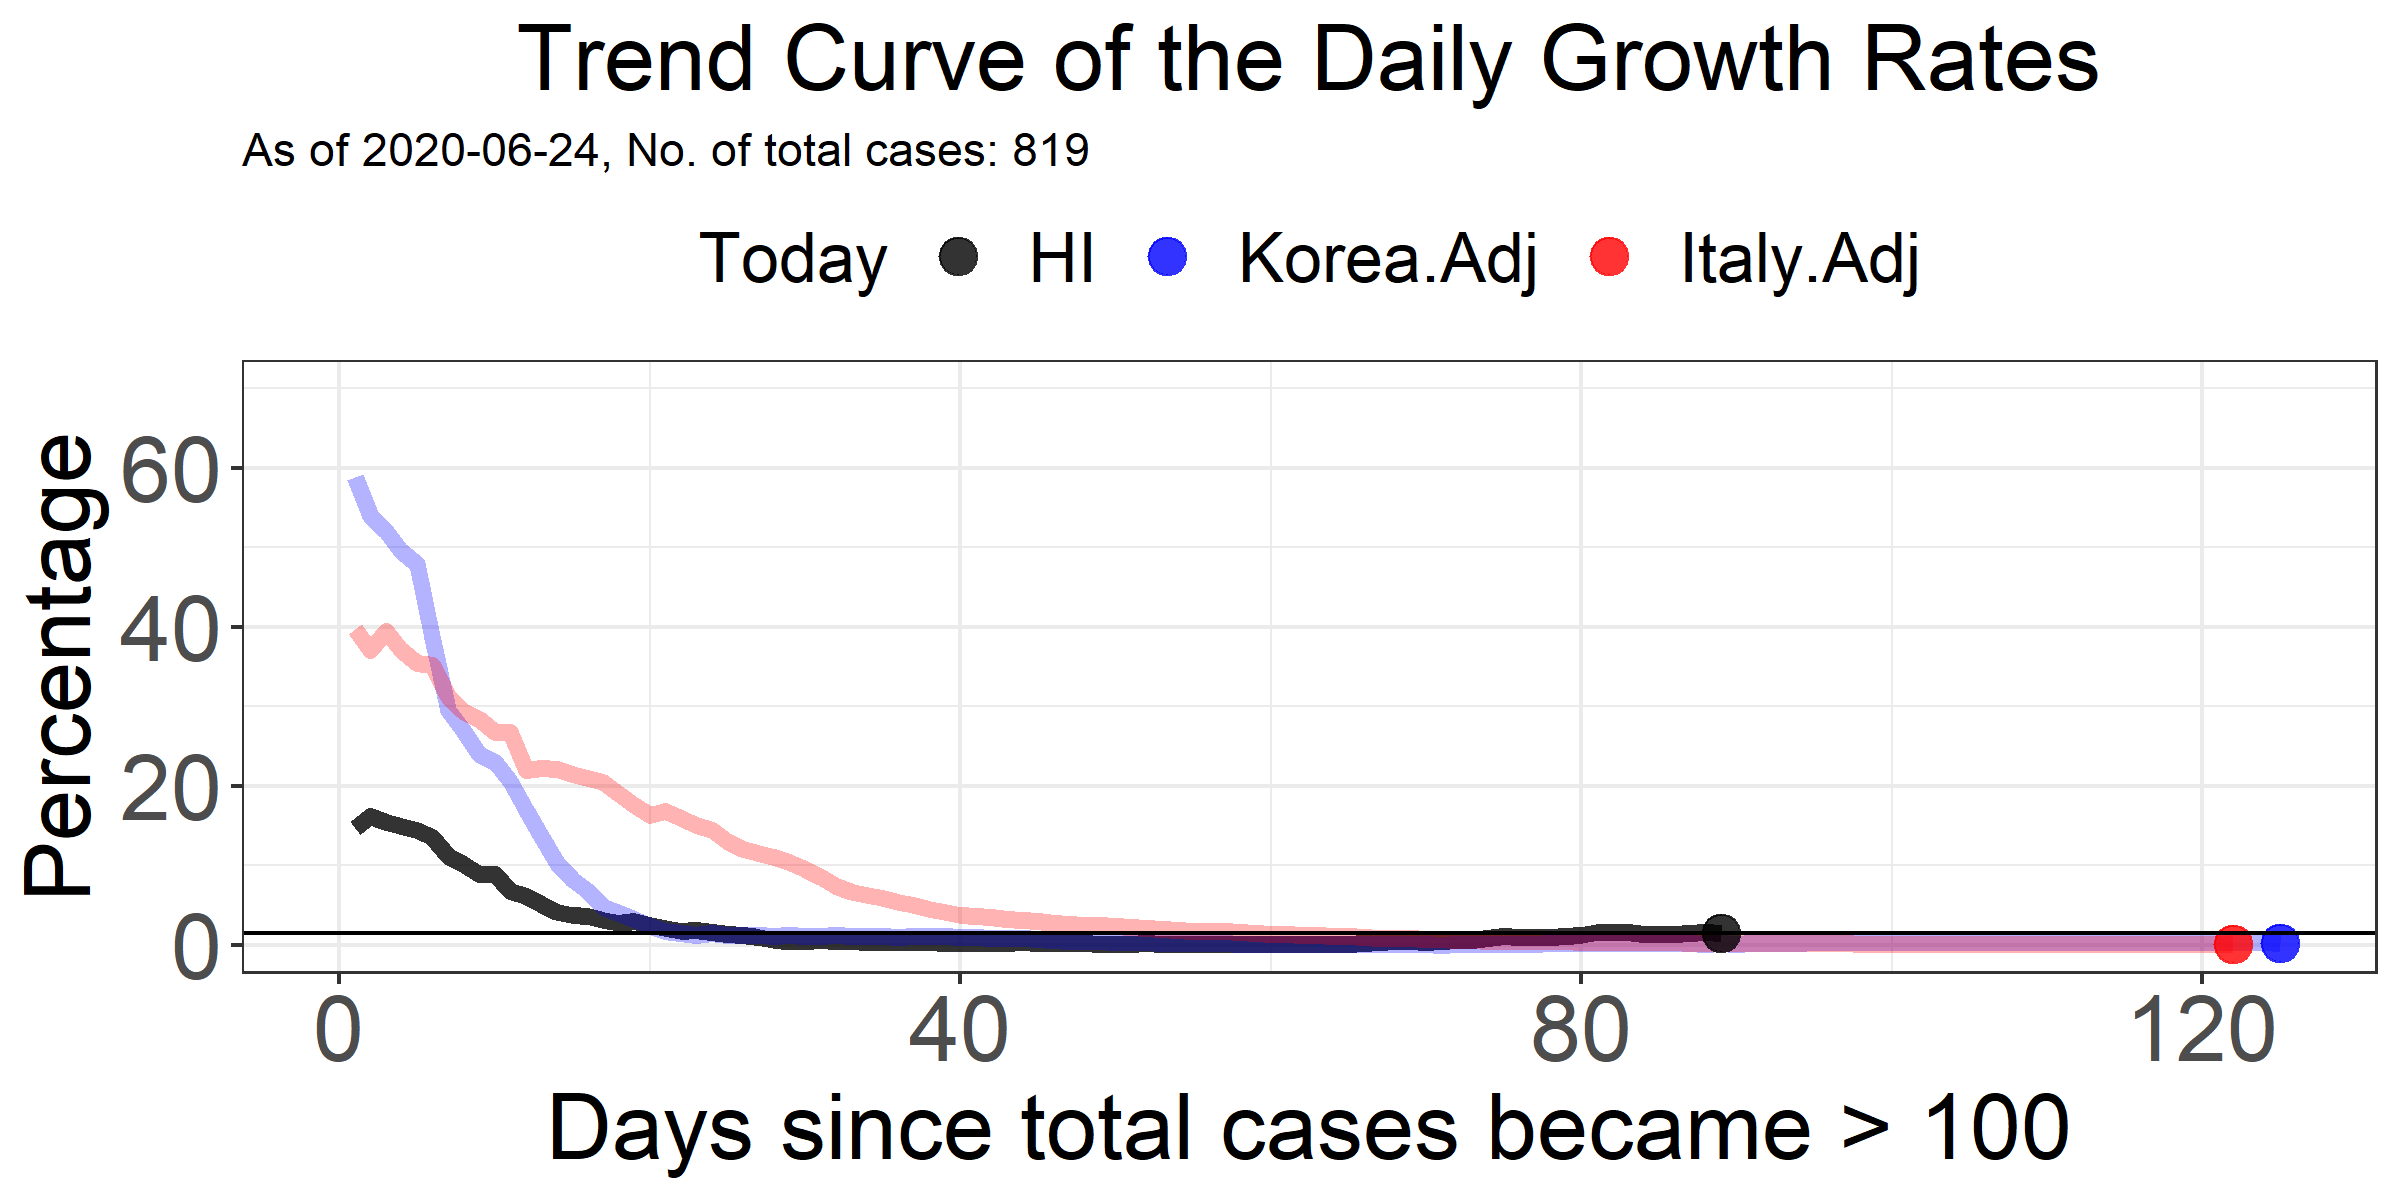 Trend Curve of the Daily Growth Rates
As of 2020-06-24, No. of total cases: 819
Today HI Korea.Adj Italy.Adj
Percentage
60
40
20
0
0 40 80 120
Days since total cases became > 100